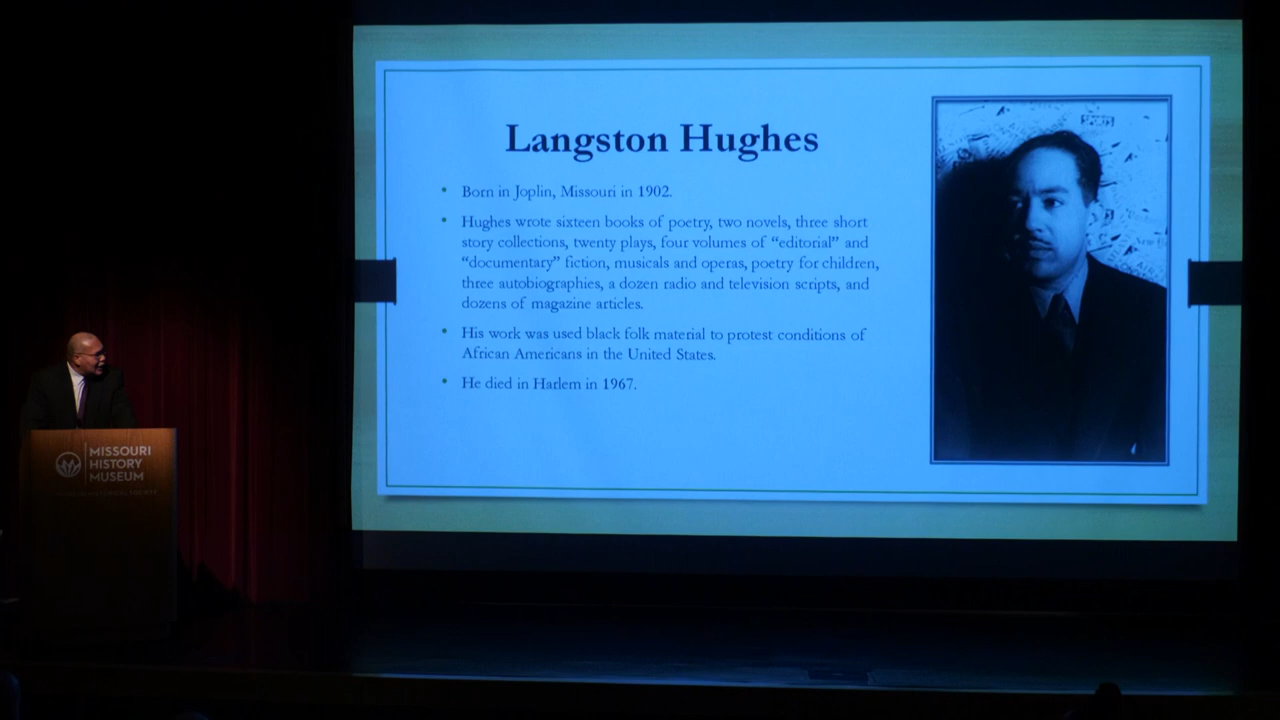 Langston Hughes
• Born in Joplin, Missouri in 1902.
• Hughes wrote sixteen books of poetry, two novels, three short
story collections, twenty plays, four volumes of “editorial” and
“documentary” fiction, musicals and operas, poetry for children,
three autobiographies, a dozen radio and television scripts, and
dozens of magazine articles.
• His work was used black folk material to protest conditions of
African Americans in the United States.
• He died in Harlem in 1967.
MISSOURI
HISTORY
MUSEUM